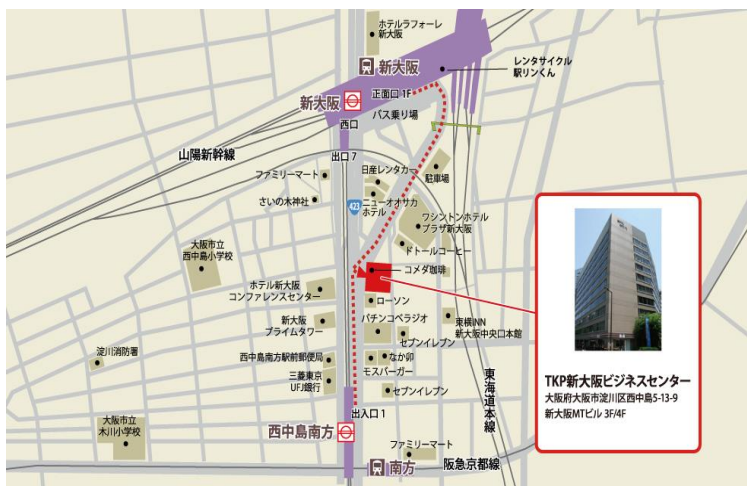 ホテルラフォーレ
新大阪
新大阪
レンタサイクル
駅リンくん
新大阪
正面口 1F
バス乗り場
西口
山陽新幹線
出口 7
ファミリーマート
日産レンタカー
駐車場
さいの木神社
423
ニューオオサカ
ホテル
ワシントンホテル
プラザ新大阪
大阪市立
西中島小学校
ドトールコーヒー
コメダ珈琲
ホテル新大阪
コンファレンスセンター
ローソン
新大阪
プライムタワー
パチンコベラジオ
東横INN
新大阪中央口本館
セブンイレブン
淀川消防署
西中島南方駅前郵便局
なか卯
モスバーガー
三菱東京
UFJ銀行
セブンイレブン
東海道本線
出入口 1
大阪市立
木川小学校
西中島南方
ファミリーマート
南方
阪急京都線
TKP新大阪ビジネスセンター
大阪府大阪市淀川区西中島5-13-9
新大阪MTビル 3F/4F